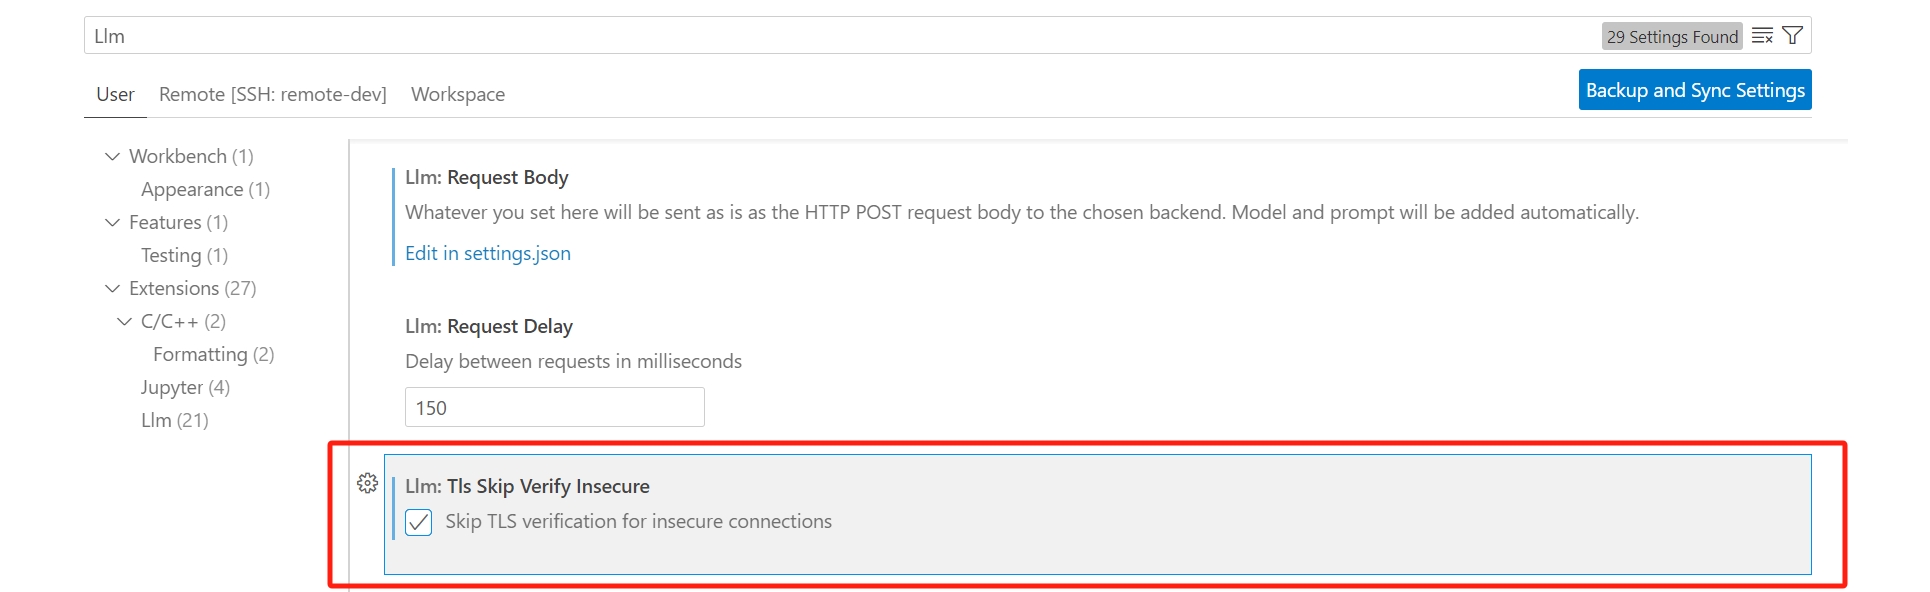 Llm
29 Settings Found
User
Remote [SSH: remote-dev]
Workspace
Backup and Sync Settings
Workbench (1)
Appearance (1)
Features (1)
Testing (1)
Extensions (27)
C/C++ (2)
Formatting (2)
Jupyter (4)
Llm (21)
Llm: Request Body
Whatever you set here will be sent as is as the HTTP POST request body to the chosen backend. Model and prompt will be added automatically.
Edit in settings.json
Llm: Request Delay
Delay between requests in milliseconds
150
Llm: Tls Skip Verify Insecure
Skip TLS verification for insecure connections